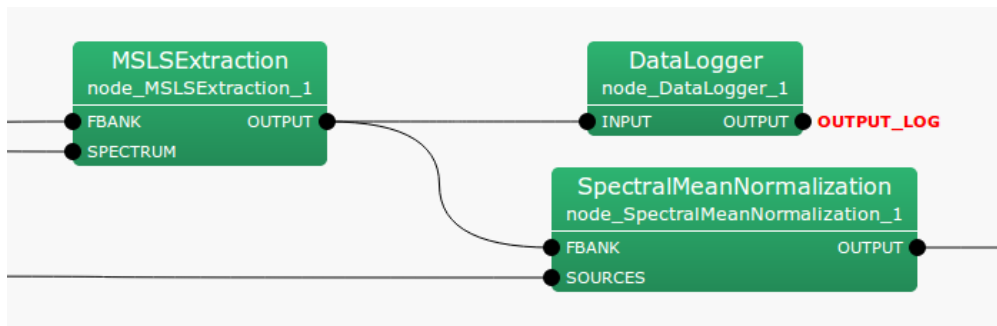 MSLSExtraction
node_MSLSExtraction_1
FBANK OUTPUT
SPECTRUM
DataLogger
node_DataLogger_1
INPUT OUTPUT OUTPUT_LOG
SpectralMeanNormalization
node_SpectralMeanNormalization_1
FBANK OUTPUT
SOURCES